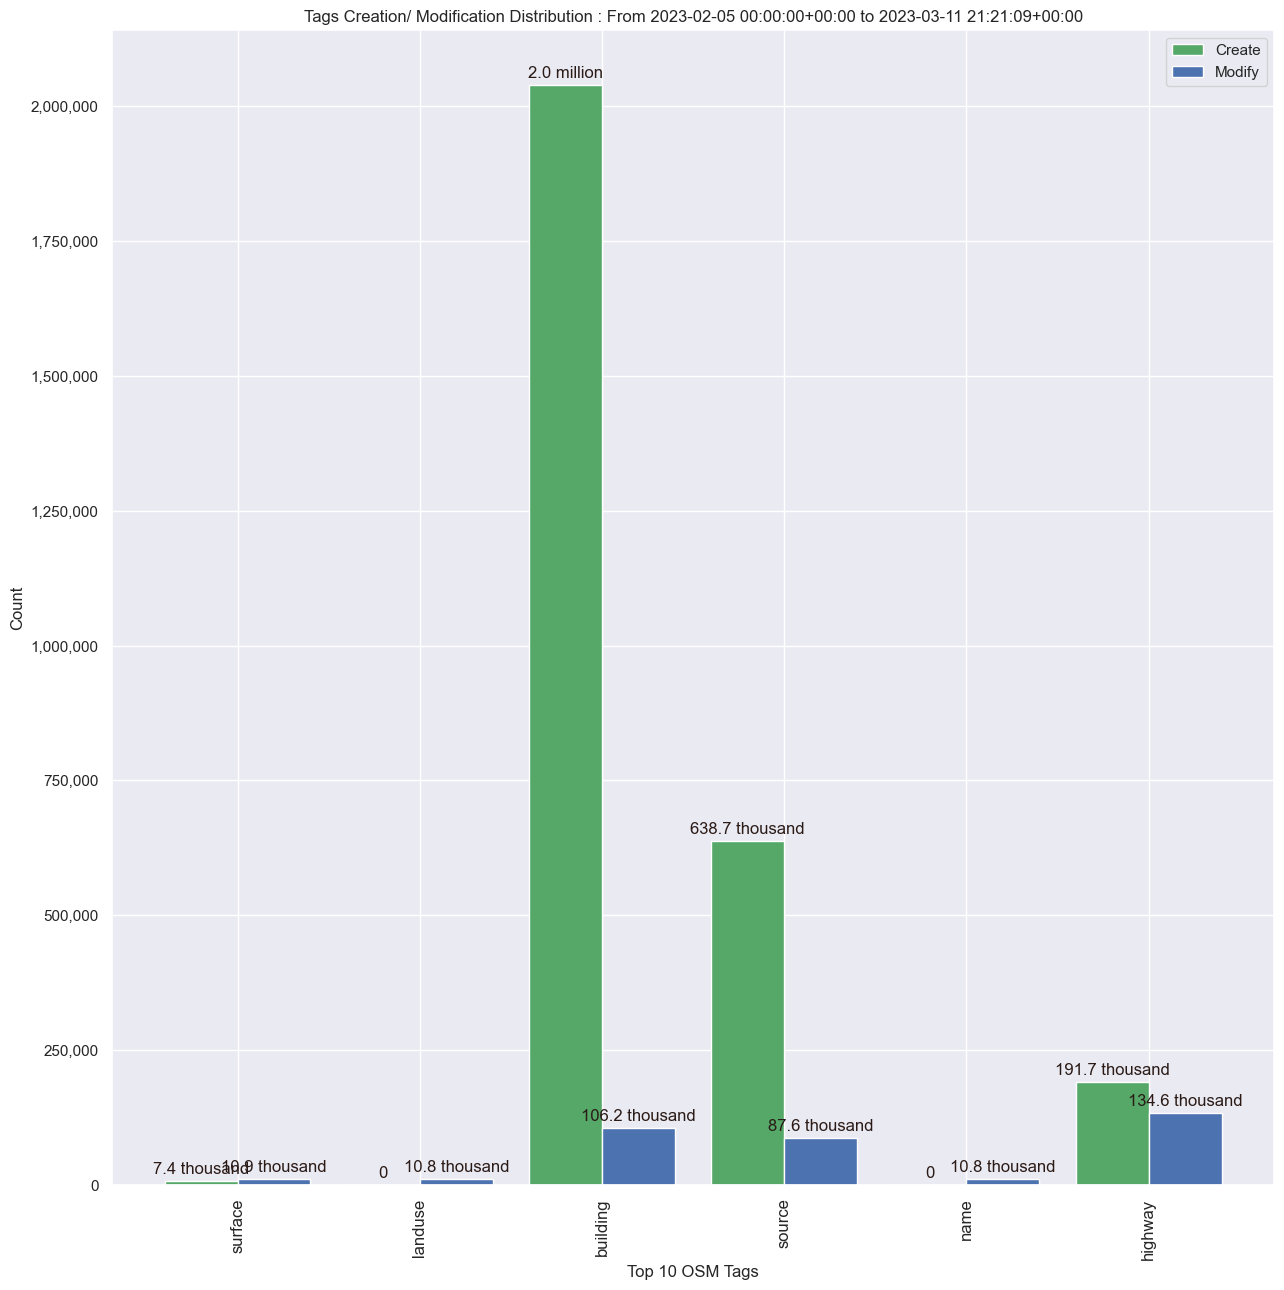 Tags Creation/ Modification Distribution : From 2023-02-05 00:00:00+00:00 to 2023-03-11 21:21:09+00:00
Create
Modify
2.0 million
2,000,000
1,750,000
1,500,000
1,250,000
1,000,000
750,000
500,000
250,000
0
Count
638.7 thousand
191.7 thousand
134.6 thousand
106.2 thousand
87.6 thousand
7.4 thousand
10.9 thousand
0
10.8 thousand
0
10.8 thousand
surface
landuse
building
source
name
highway
Top 10 OSM Tags